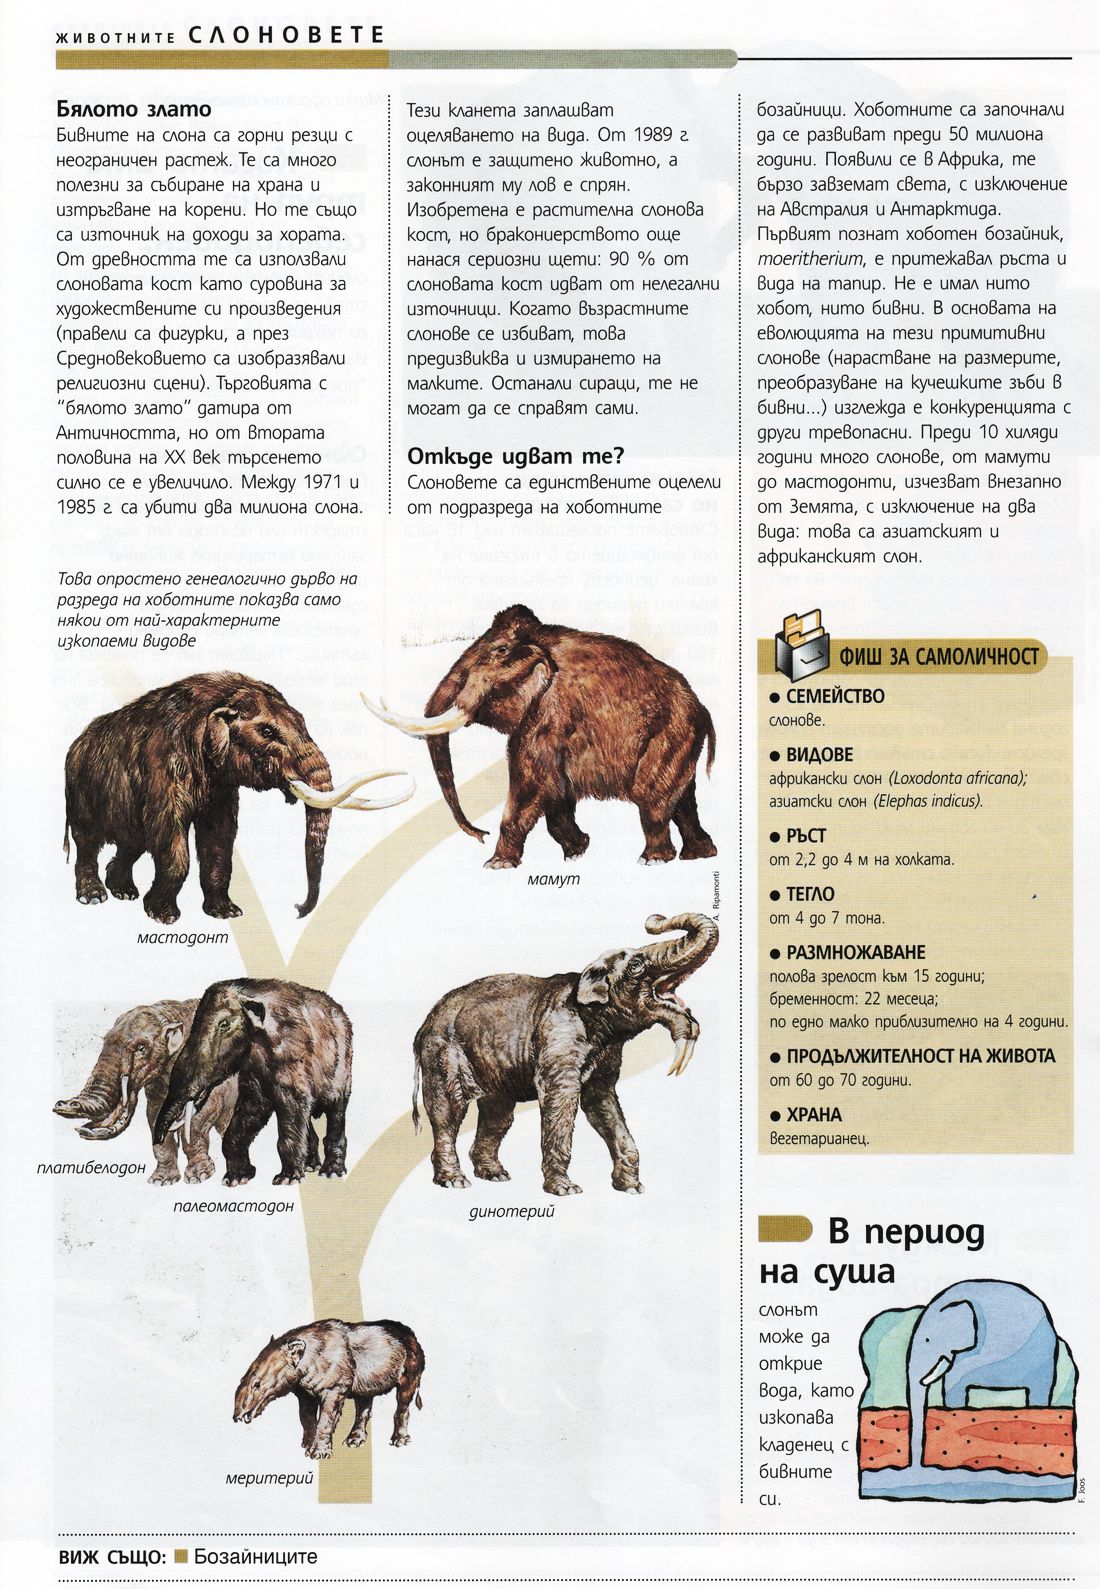 ЖИВОТНИТЕ СЛОНОВЕТЕ
Бялото злато
Бивните на слона са горни резци с
неограничен растеж. Те са много
полезни за събиране на храна и
изтръгване на корени. Но те също
са източник на доходи за хората.
От древността те са използвали
слоновата кост като суровина за
художествените си произведения
(правели са фигурки, а през
Средновековието са изобразявали
религиозни сцени). Търговията с
“бялото злато” датира от
Античността, но от втората
половина на XX век търсенето
силно се е увеличило. Между 1971 и
1985 г. са убити два милиона слона.
Тези кланета заплашват
оцеляването на вида. От 1989 г.
слонът е защитено животно, а
законният му лов е спрян.
Изобретена е растителна слонова
кост, но бракониерството още
нанася сериозни щети: 90 % от
слоновата кост идват от нелегални
източници. Когато възрастните
слонове се избиват, това
предизвиква и измирането на
малките. Останали сираци, те не
могат да се справят сами.
Откъде идват те?
Слоновете са единствените оцелели
от подразреда на хоботните
бозайници. Хоботните са започнали
да се развиват преди 50 милиона
години. Появили се в Африка, те
бързо завземат света, с изключение
на Австралия и Антарктида.
Първият познат хоботен бозайник,
moeritherium, е притежавал ръста и
вида на тапир. Не е имал нито
хобот, нито бивни. В основата на
еволюцията на тези примитивни
слонове (нарастване на размерите,
преобразуване на кучешките зъби в
бивни...) изглежда е конкуренцията с
други тревопасни. Преди 10 хиляди
години много слонове, от мамути
до мастодонти, изчезват внезапно
от Земята, с изключение на два
вида: това са азиатският и
африканският слон.
Това опростено генеалогично дърво на
разреда на хоботните показва само
някои от най-характерните
изкопаеми видове
мамут
A. Ripamonti
мастодонт
платибелодон
палеомастодон
динотерий
меритерий
ФИШ ЗА САМОЛИЧНОСТ
● СЕМЕЙСТВО
слонове.
● ВИДОВЕ
африкански слон (Loxodonta africana);
азиатски слон (Elephas indicus).
● РЪСТ
от 2,2 до 4 м на холката.
● ТЕГЛО
от 4 до 7 тона.
● РАЗМНОЖАВАНЕ
полова зрелост към 15 години;
бременност: 22 месеца;
по едно малко приблизително на 4 години.
● ПРОДЪЛЖИТЕЛНОСТ НА ЖИВОТА
от 60 до 70 години.
● ХРАНА
вегетарианец.
В период
на суша
слонът
може да
открие
вода, като
изкопава
кладенец с
бивните
си.
F. Joos
ВИЖ СЪЩО: ■ Бозайниците